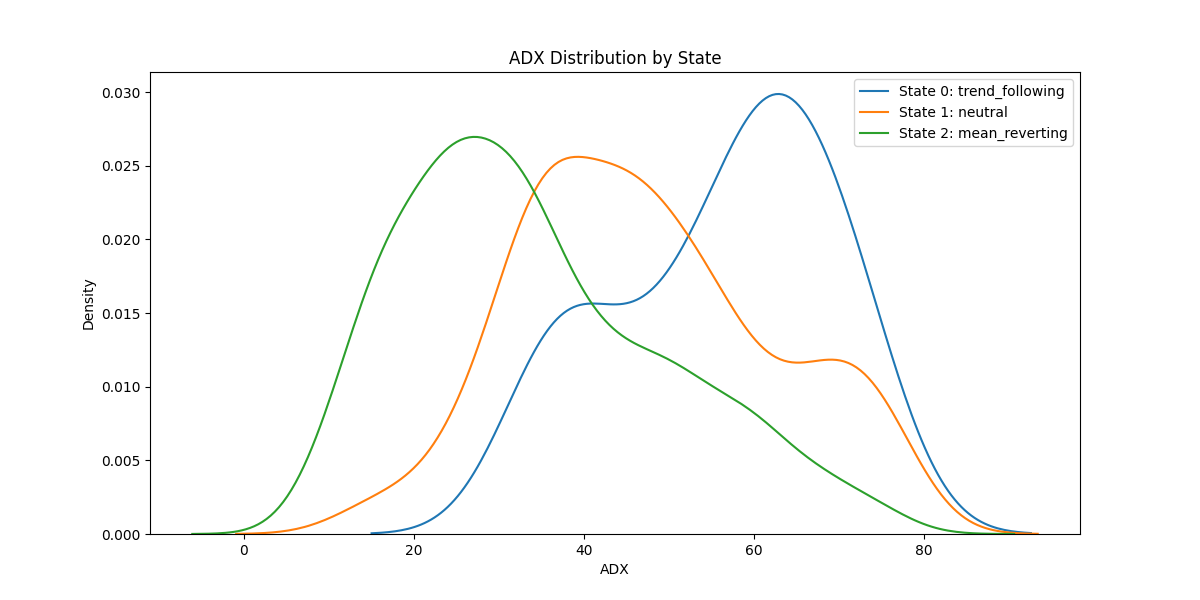 ADX Distribution by State
State 0: trend_following
State 1: neutral
State 2: mean_reverting
Density
0.030
0.025
0.020
0.015
0.010
0.005
0.000
0 20 40 60 80
ADX